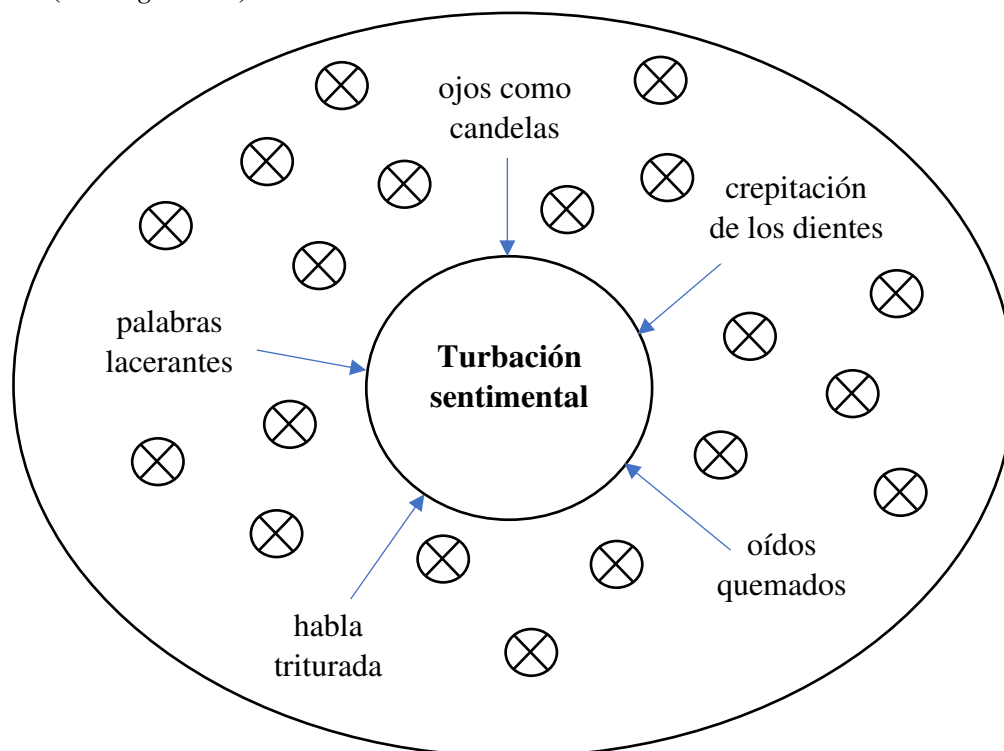 ojos como
candelas
crepitación
de los dientes
palabras
lacerantes
Turbación
sentimental
oídos
quemados
habla
triturada